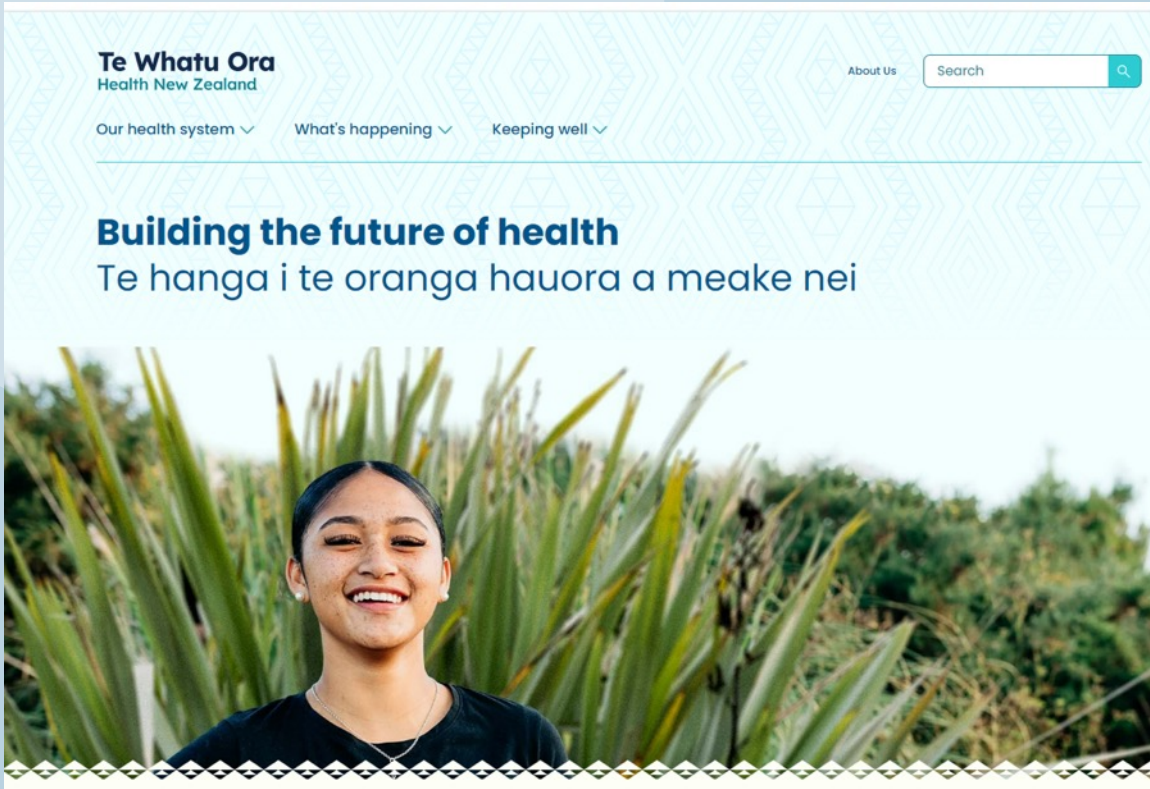 Te Whatu Ora
Health New Zealand
About Us
Search
Our health system
What's happening
Keeping well
Building the future of health
Te hanga i te oranga hauora a meake nei